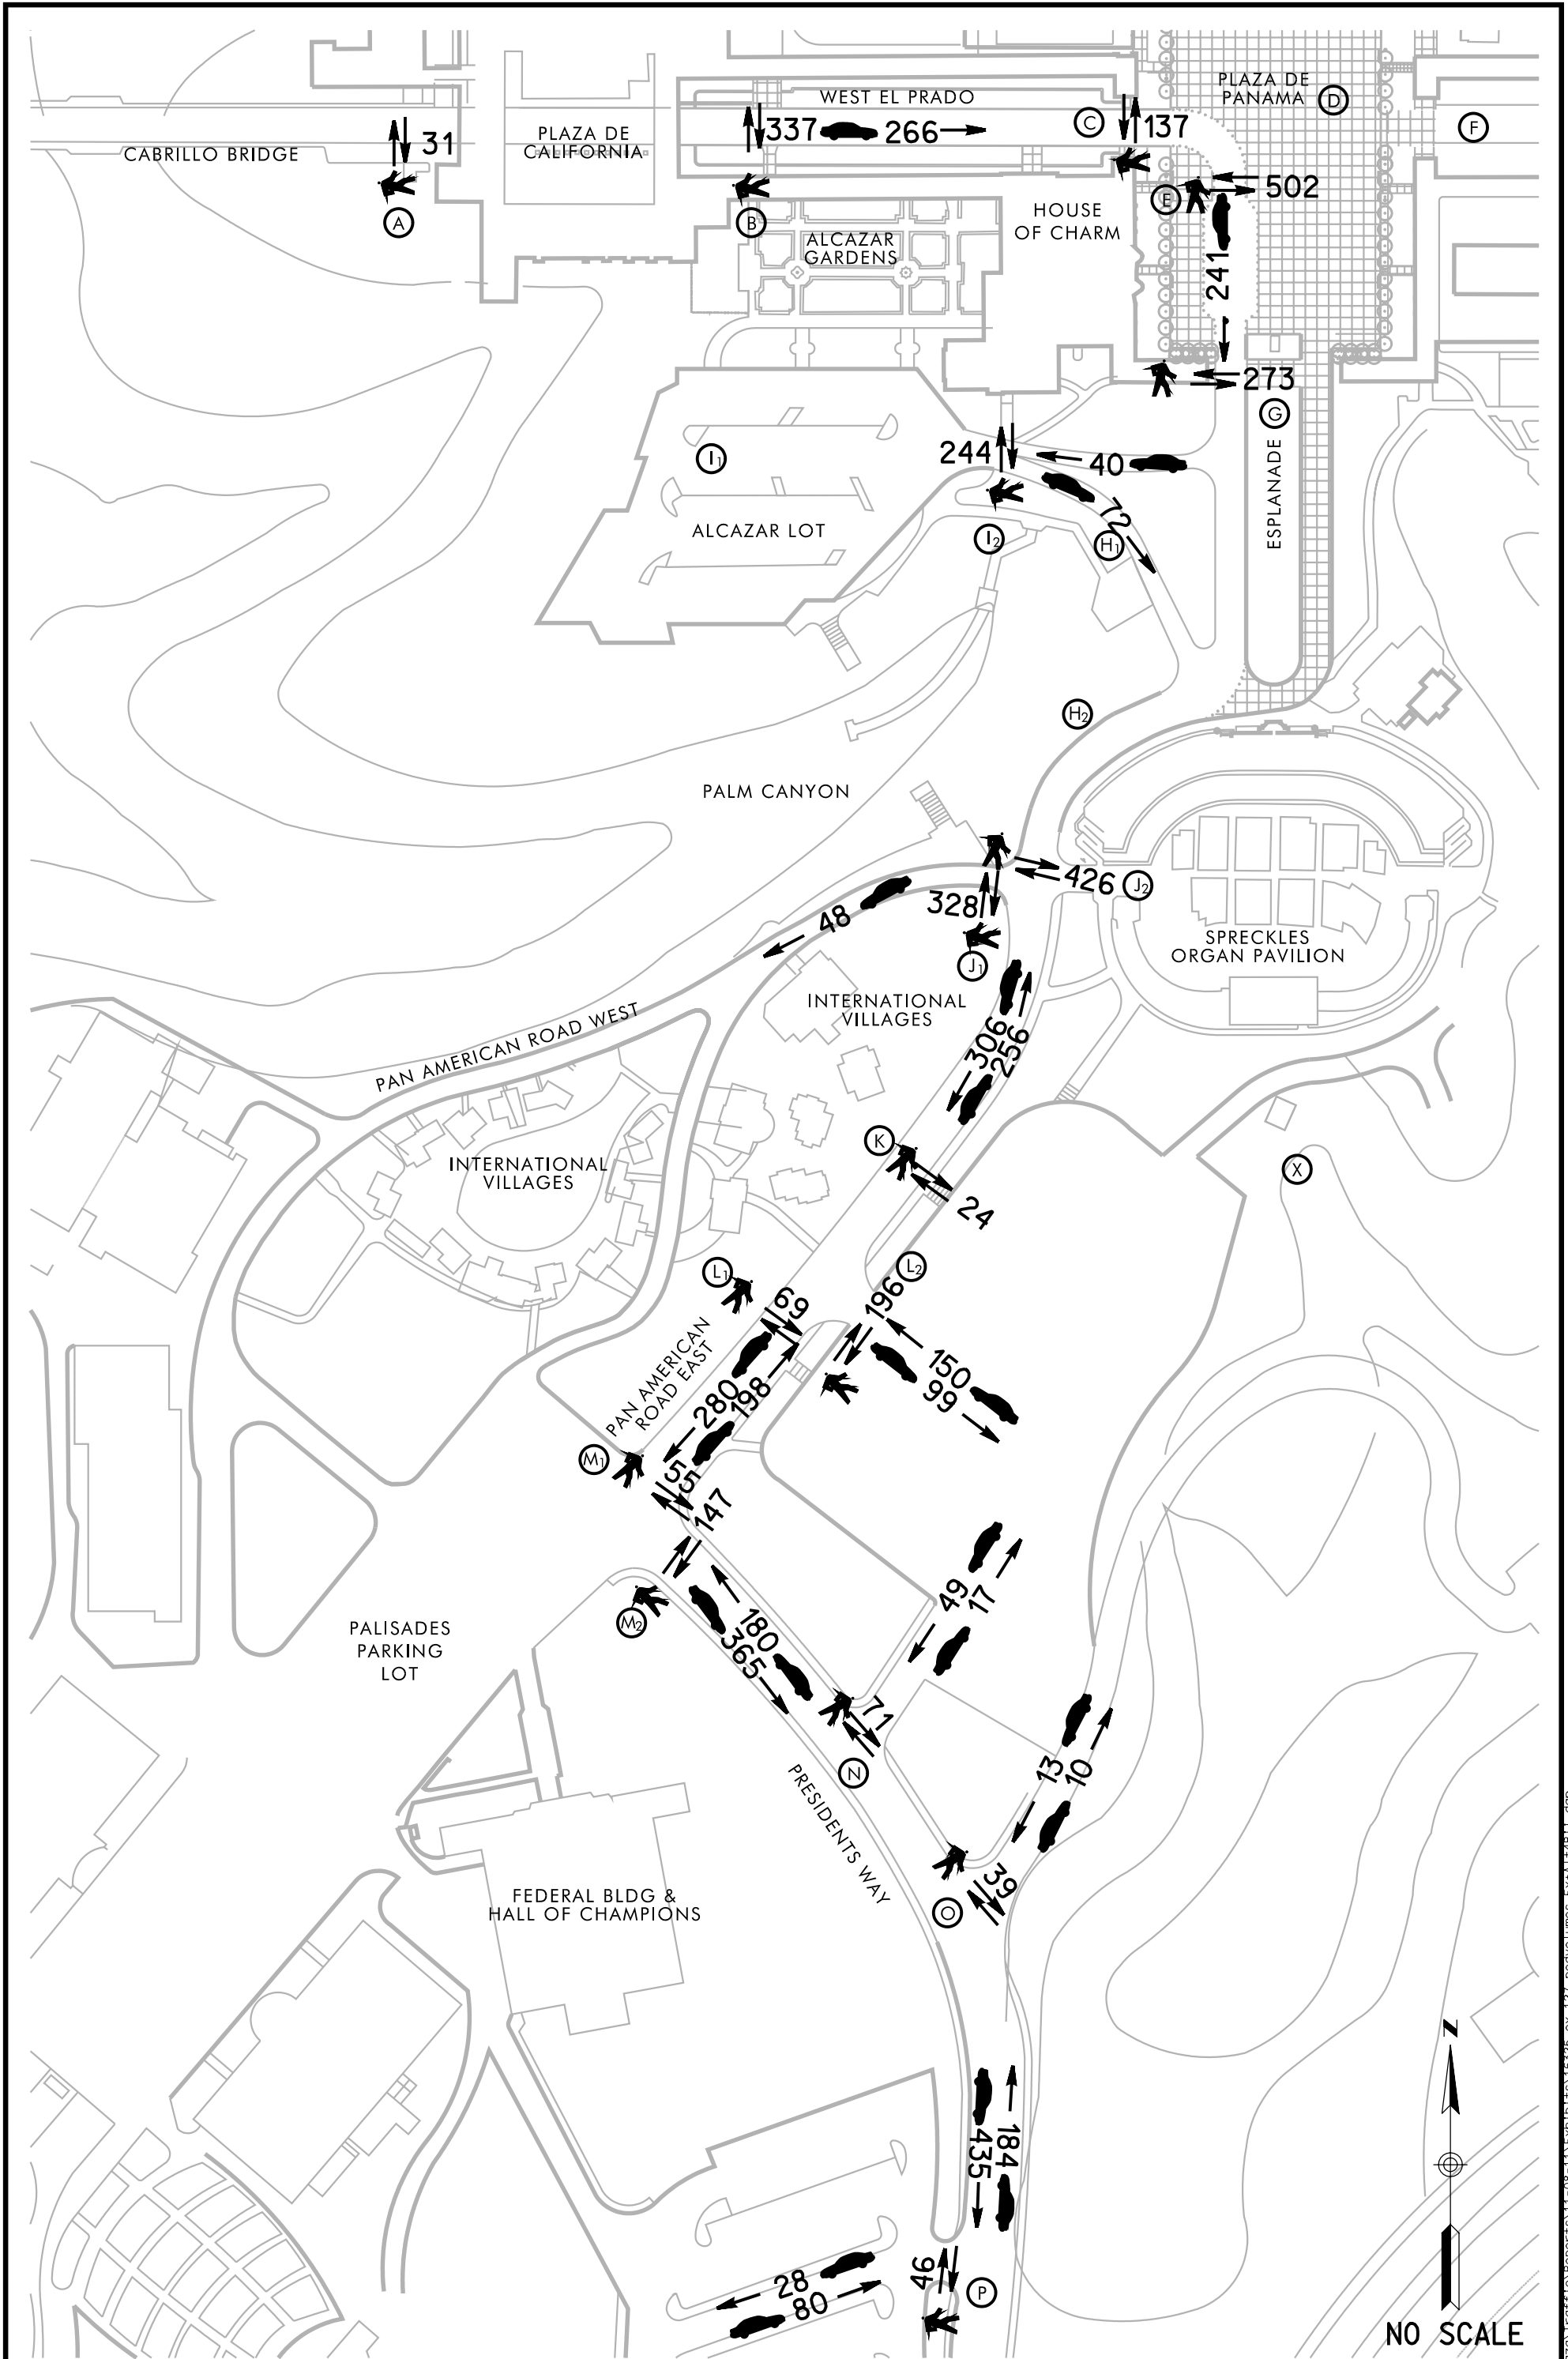 WEST EL PRADO
PLAZA DE
PANAMA
D
C
F
337
266
137
31
PLAZA DE
CALIFORNIA
CABRILLO BRIDGE
502
E
A
B
HOUSE
OF CHARM
ALCAZAR
GARDENS
241
273
G
ESPLANADE
244
40
I1
72
ALCAZAR LOT
I2
H1
H2
PALM CANYON
426
J2
328
48
J1
SPRECKLES
ORGAN PAVILION
INTERNATIONAL
VILLAGES
306
256
PAN AMERICAN ROAD WEST
K
INTERNATIONAL
VILLAGES
X
24
L1
L2
196
69
PAN AMERICAN
ROAD EAST
150
99
280
198
M1
55
147
49
17
M2
180
365
PALISADES
PARKING
LOT
71
N
13
10
PRESIDENTS WAY
39
O
FEDERAL BLDG &
HALL OF CHAMPIONS
N
184
435
46
P
28
80
NO SCALE